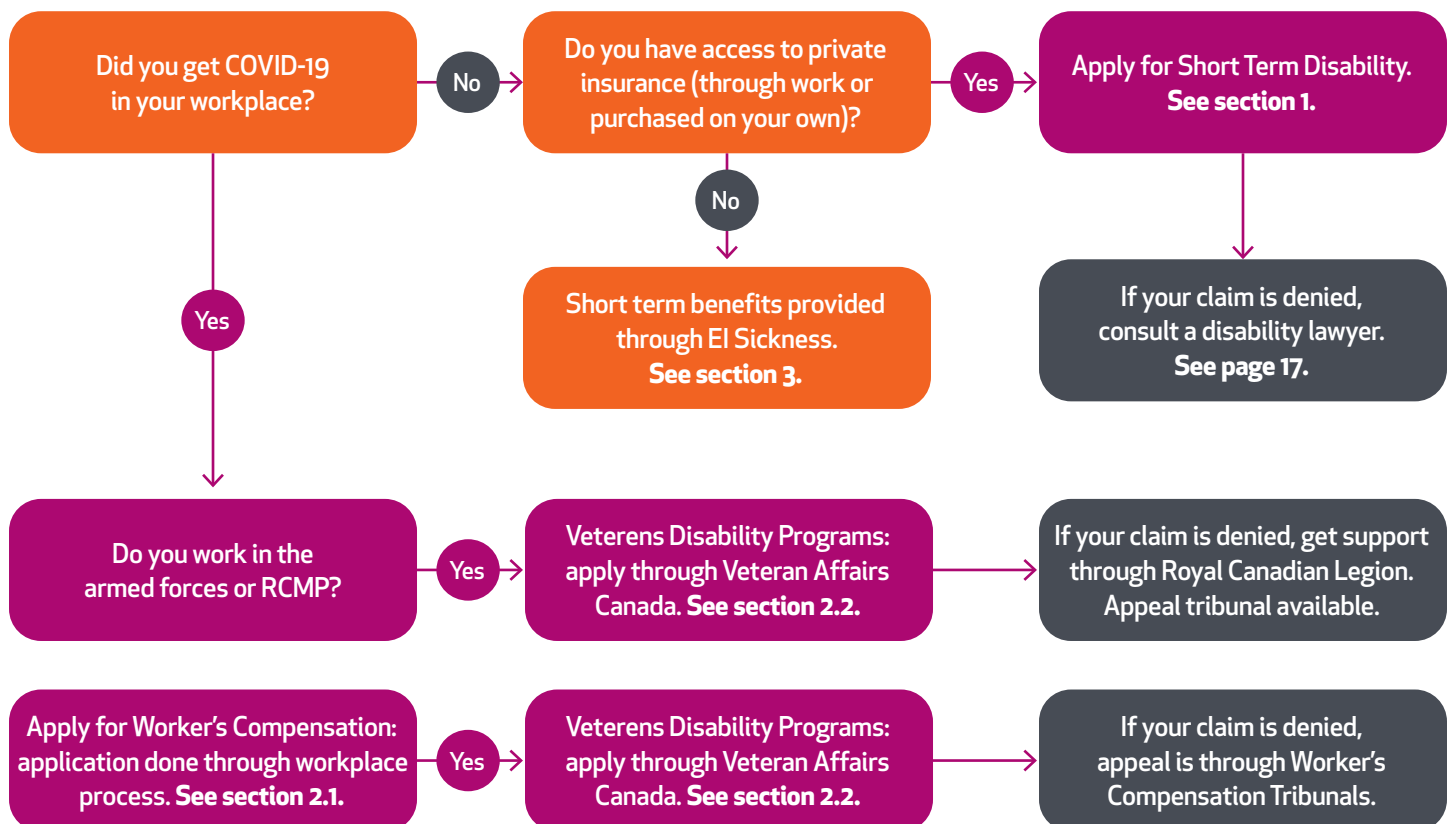 Did you get COVID-19
in your workplace?
No
Do you have access to private
insurance (through work or
purchased on your own)?
Yes
Apply for Short Term Disability.
See section 1.
No
Yes
Short term benefits provided
through EI Sickness.
See section 3.
If your claim is denied,
consult a disability lawyer.
See page 17.
Do you work in the
armed forces or RCMP?
Yes
Veterens Disability Programs:
apply through Veteran Affairs
Canada. See section 2.2.
If your claim is denied, get support
through Royal Canadian Legion.
Appeal tribunal available.
Apply for Worker's Compensation:
application done through workplace
process. See section 2.1.
Yes
Veterens Disability Programs:
apply through Veteran Affairs
Canada. See section 2.2.
If your claim is denied,
appeal is through Worker's
Compensation Tribunals.